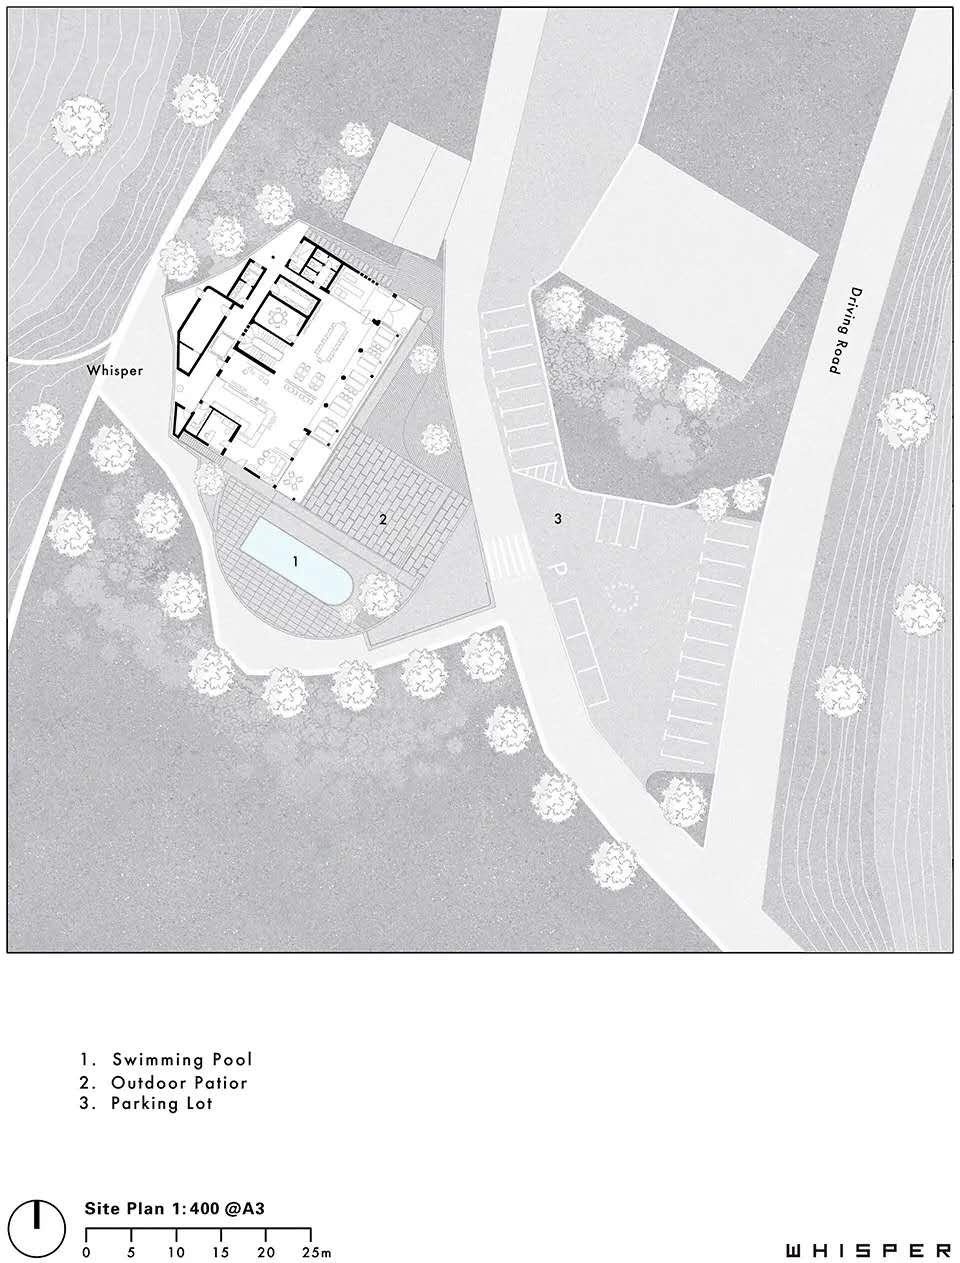 Whisper
Driving Road
1
2
3
P
1. Swimming Pool
2. Outdoor Patior
3. Parking Lot
Site Plan 1:400 @A3
0 5 10 15 20 25m
WHISPER